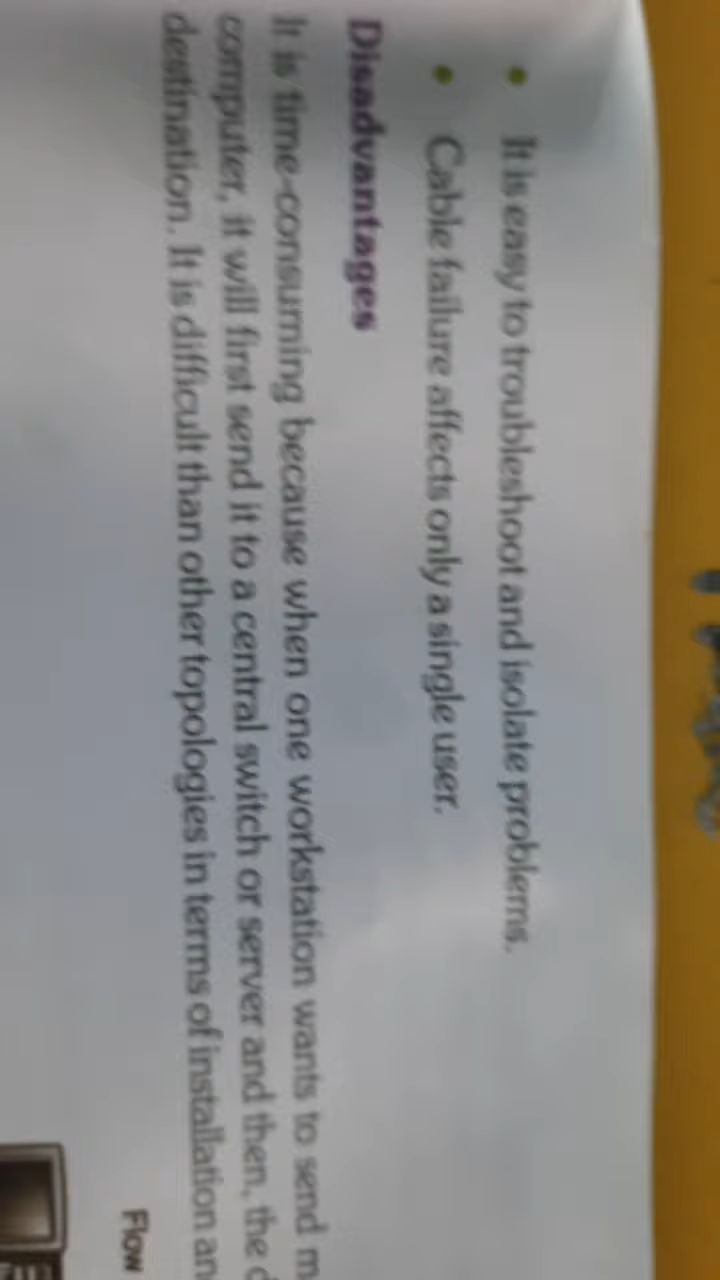 It is easy to troubleshoot and isolate problems.
Cable failure affects only a single user.
Disadvantages
It is time-consuming because when one workstation wants to send
computer, it will first send it to a central switch or server and then, the
destination. It is difficult than other topologies in terms of installation
Flow